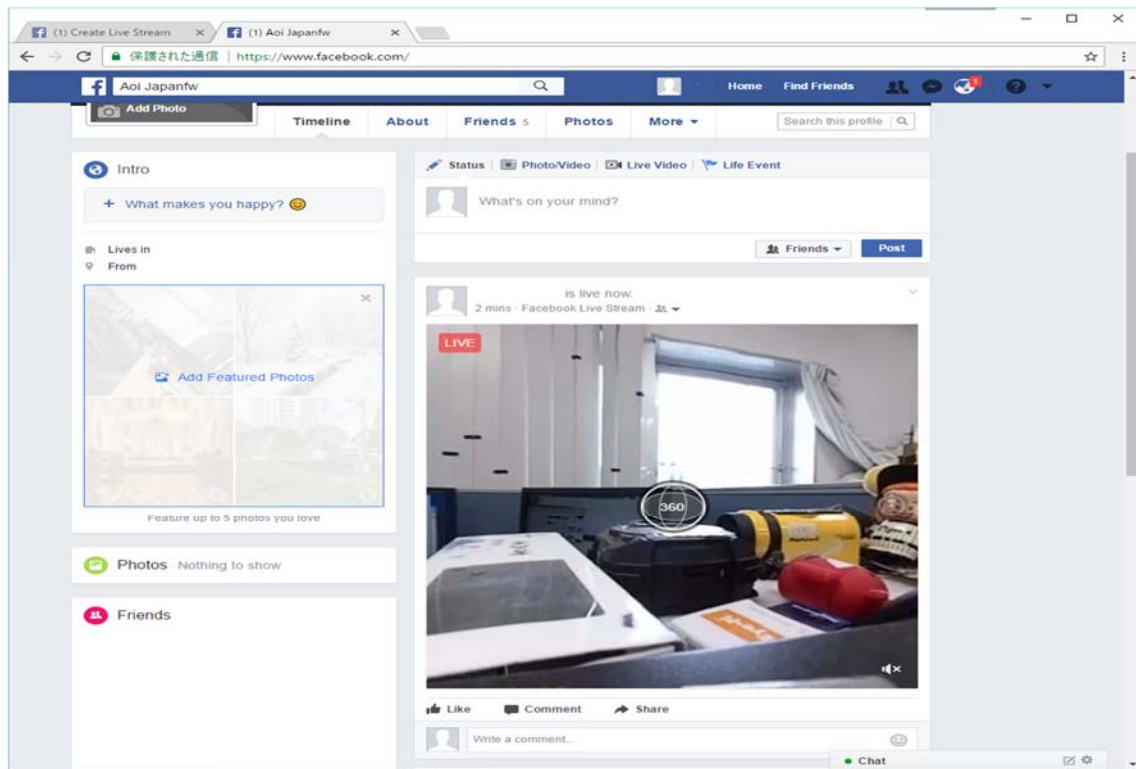 (1) Create Live Stream
(1) Aoi Japanfw
保護された通信 | https://www.facebook.com/
Aoi Japanfw
Home Find Friends
1
Add Photo
Timeline About Friends 5 Photos More
Search this profile
Intro
What makes you happy?
Lives in
From
Add Featured Photos
Feature up to 5 photos you love
Photos · Nothing to show
Friends
Status Photo/Video Live Video Life Event
What's on your mind?
Friends Post
is live now.
2 mins · Facebook Live Stream ·
LIVE
360
Like Comment Share
Write a comment...
Chat